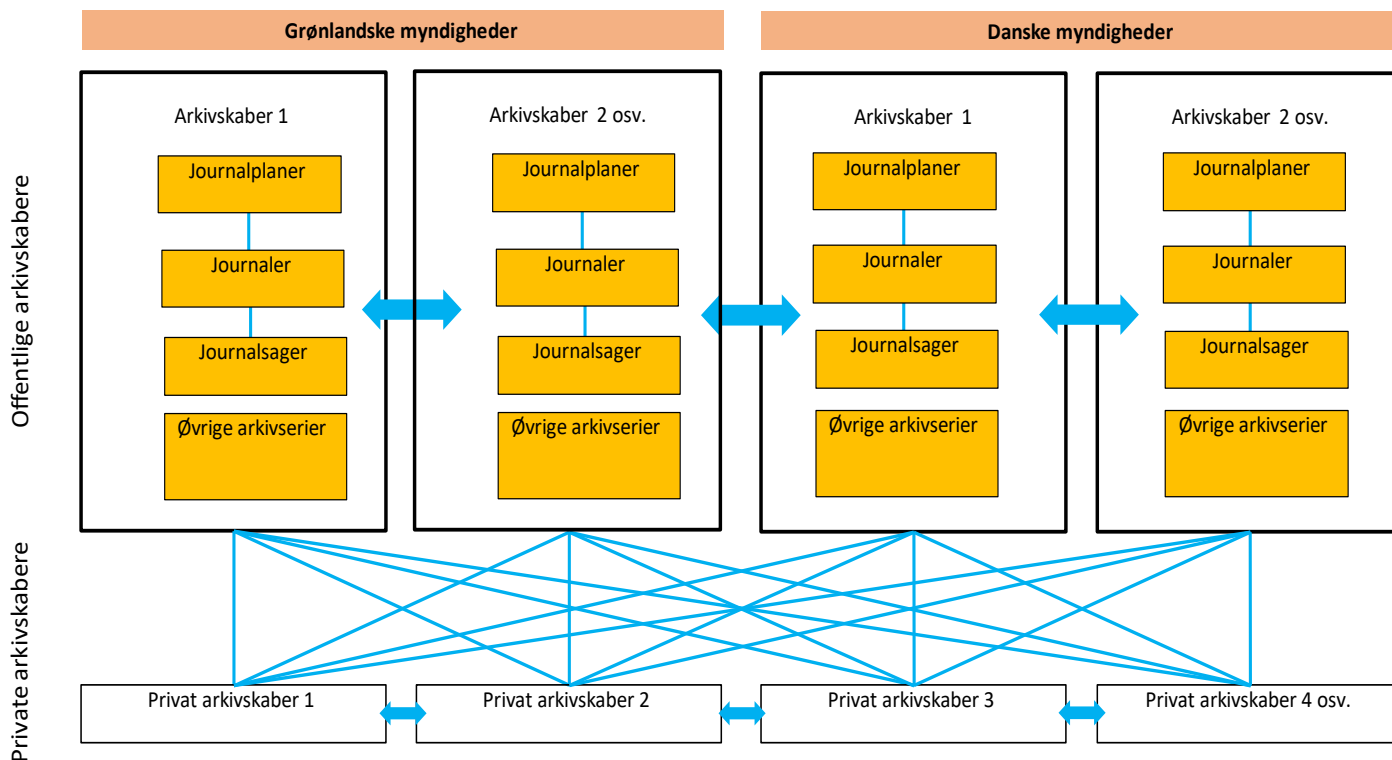 Grønlandske myndigheder
Danske myndigheder
Offentlige arkivskabere
Arkivskaber 1
Journalplaner
Journaler
Journalsager
Øvrige arkivserier
Arkivskaber 2 osv.
Journalplaner
Journaler
Journalsager
Øvrige arkivserier
Arkivskaber 1
Journalplaner
Journaler
Journalsager
Øvrige arkivserier
Arkivskaber 2 osv.
Journalplaner
Journaler
Journalsager
Øvrige arkivserier
Private arkivskabere
Privat arkivskaber 1
Privat arkivskaber 2
Privat arkivskaber 3
Privat arkivskaber 4 osv.